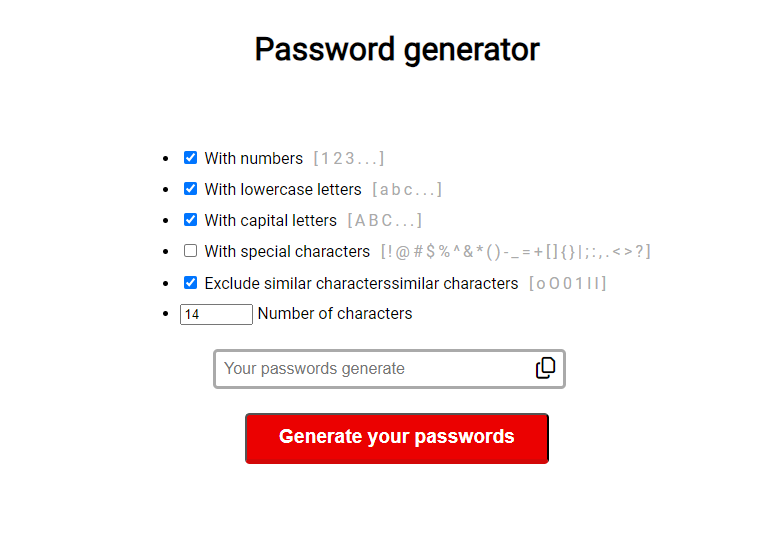 Password generator
With numbers [123...]
With lowercase letters [abc...]
With capital letters [ABC...]
With special characters [!@#$%^&*()-_=+[]{}|;:,.<>?]
Exclude similar characterssimilar characters [oO01lI]
14 Number of characters
Your passwords generate
Generate your passwords